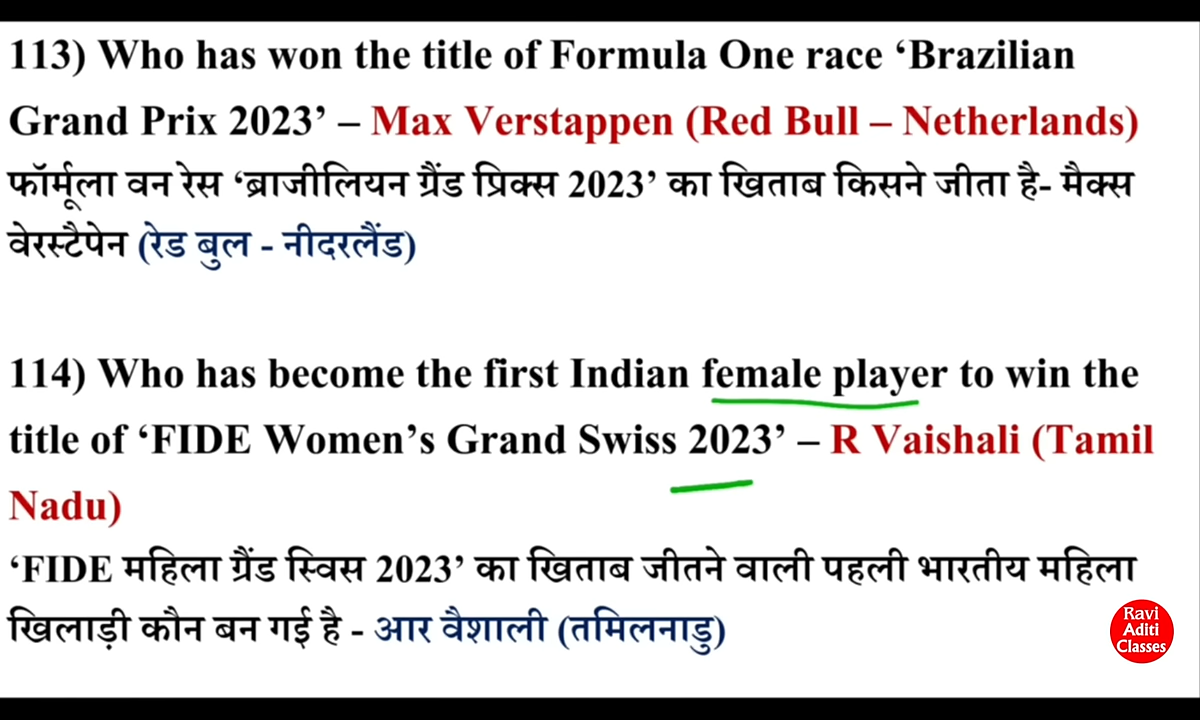 113) Who has won the title of Formula One race ‘Brazilian
Grand Prix 2023’ – Max Verstappen (Red Bull – Netherlands)
फॉर्मूला वन रेस ‘ब्राजीलियन ग्रैंड प्रिक्स 2023’ का खिताब किसने जीता है- मैक्स
वेरस्टैपेन (रेड बुल - नीदरलैंड)
114) Who has become the first Indian female player to win the
title of ‘FIDE Women’s Grand Swiss 2023’ – R Vaishali (Tamil
Nadu)
‘FIDE महिला ग्रैंड स्विस 2023’ का खिताब जीतने वाली पहली भारतीय महिला
खिलाड़ी कौन बन गई है - आर वैशाली (तमिलनाडु)
Ravi
Aditi
Classes